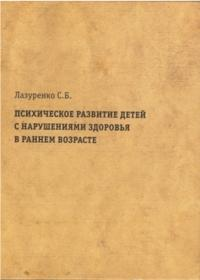 Лазуренко С.Б.
ПСИХИЧЕСКОЕ РАЗВИТИЕ ДЕТЕЙ
С НАРУШЕНИЯМИ ЗДОРОВЬЯ
В РАННЕМ ВОЗРАСТЕ